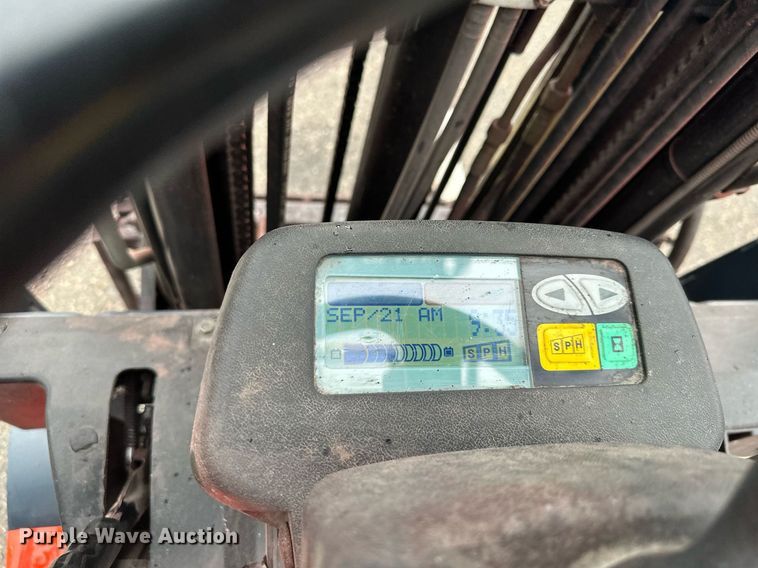 SEP/21 AM
SPH
SPH
Purple Wave Auction